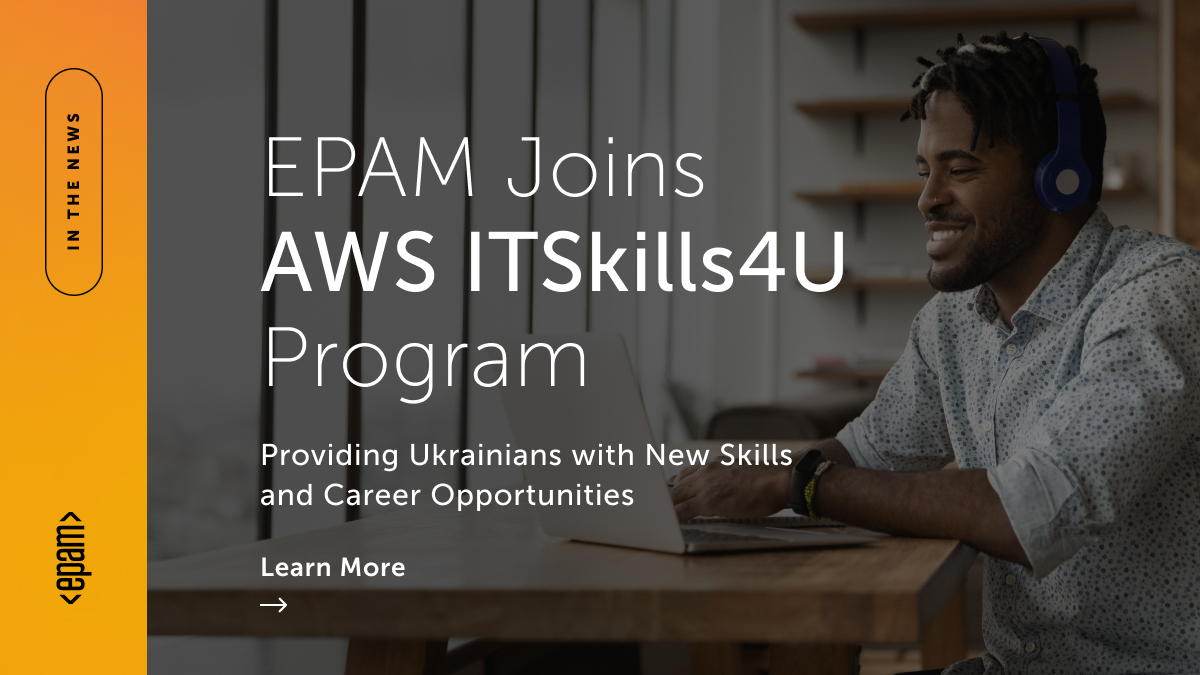 IN THE NEWS
<epam>
EPAM Joins
AWS ITSkills4U
Program
Providing Ukrainians with New Skills
and Career Opportunities
Learn More